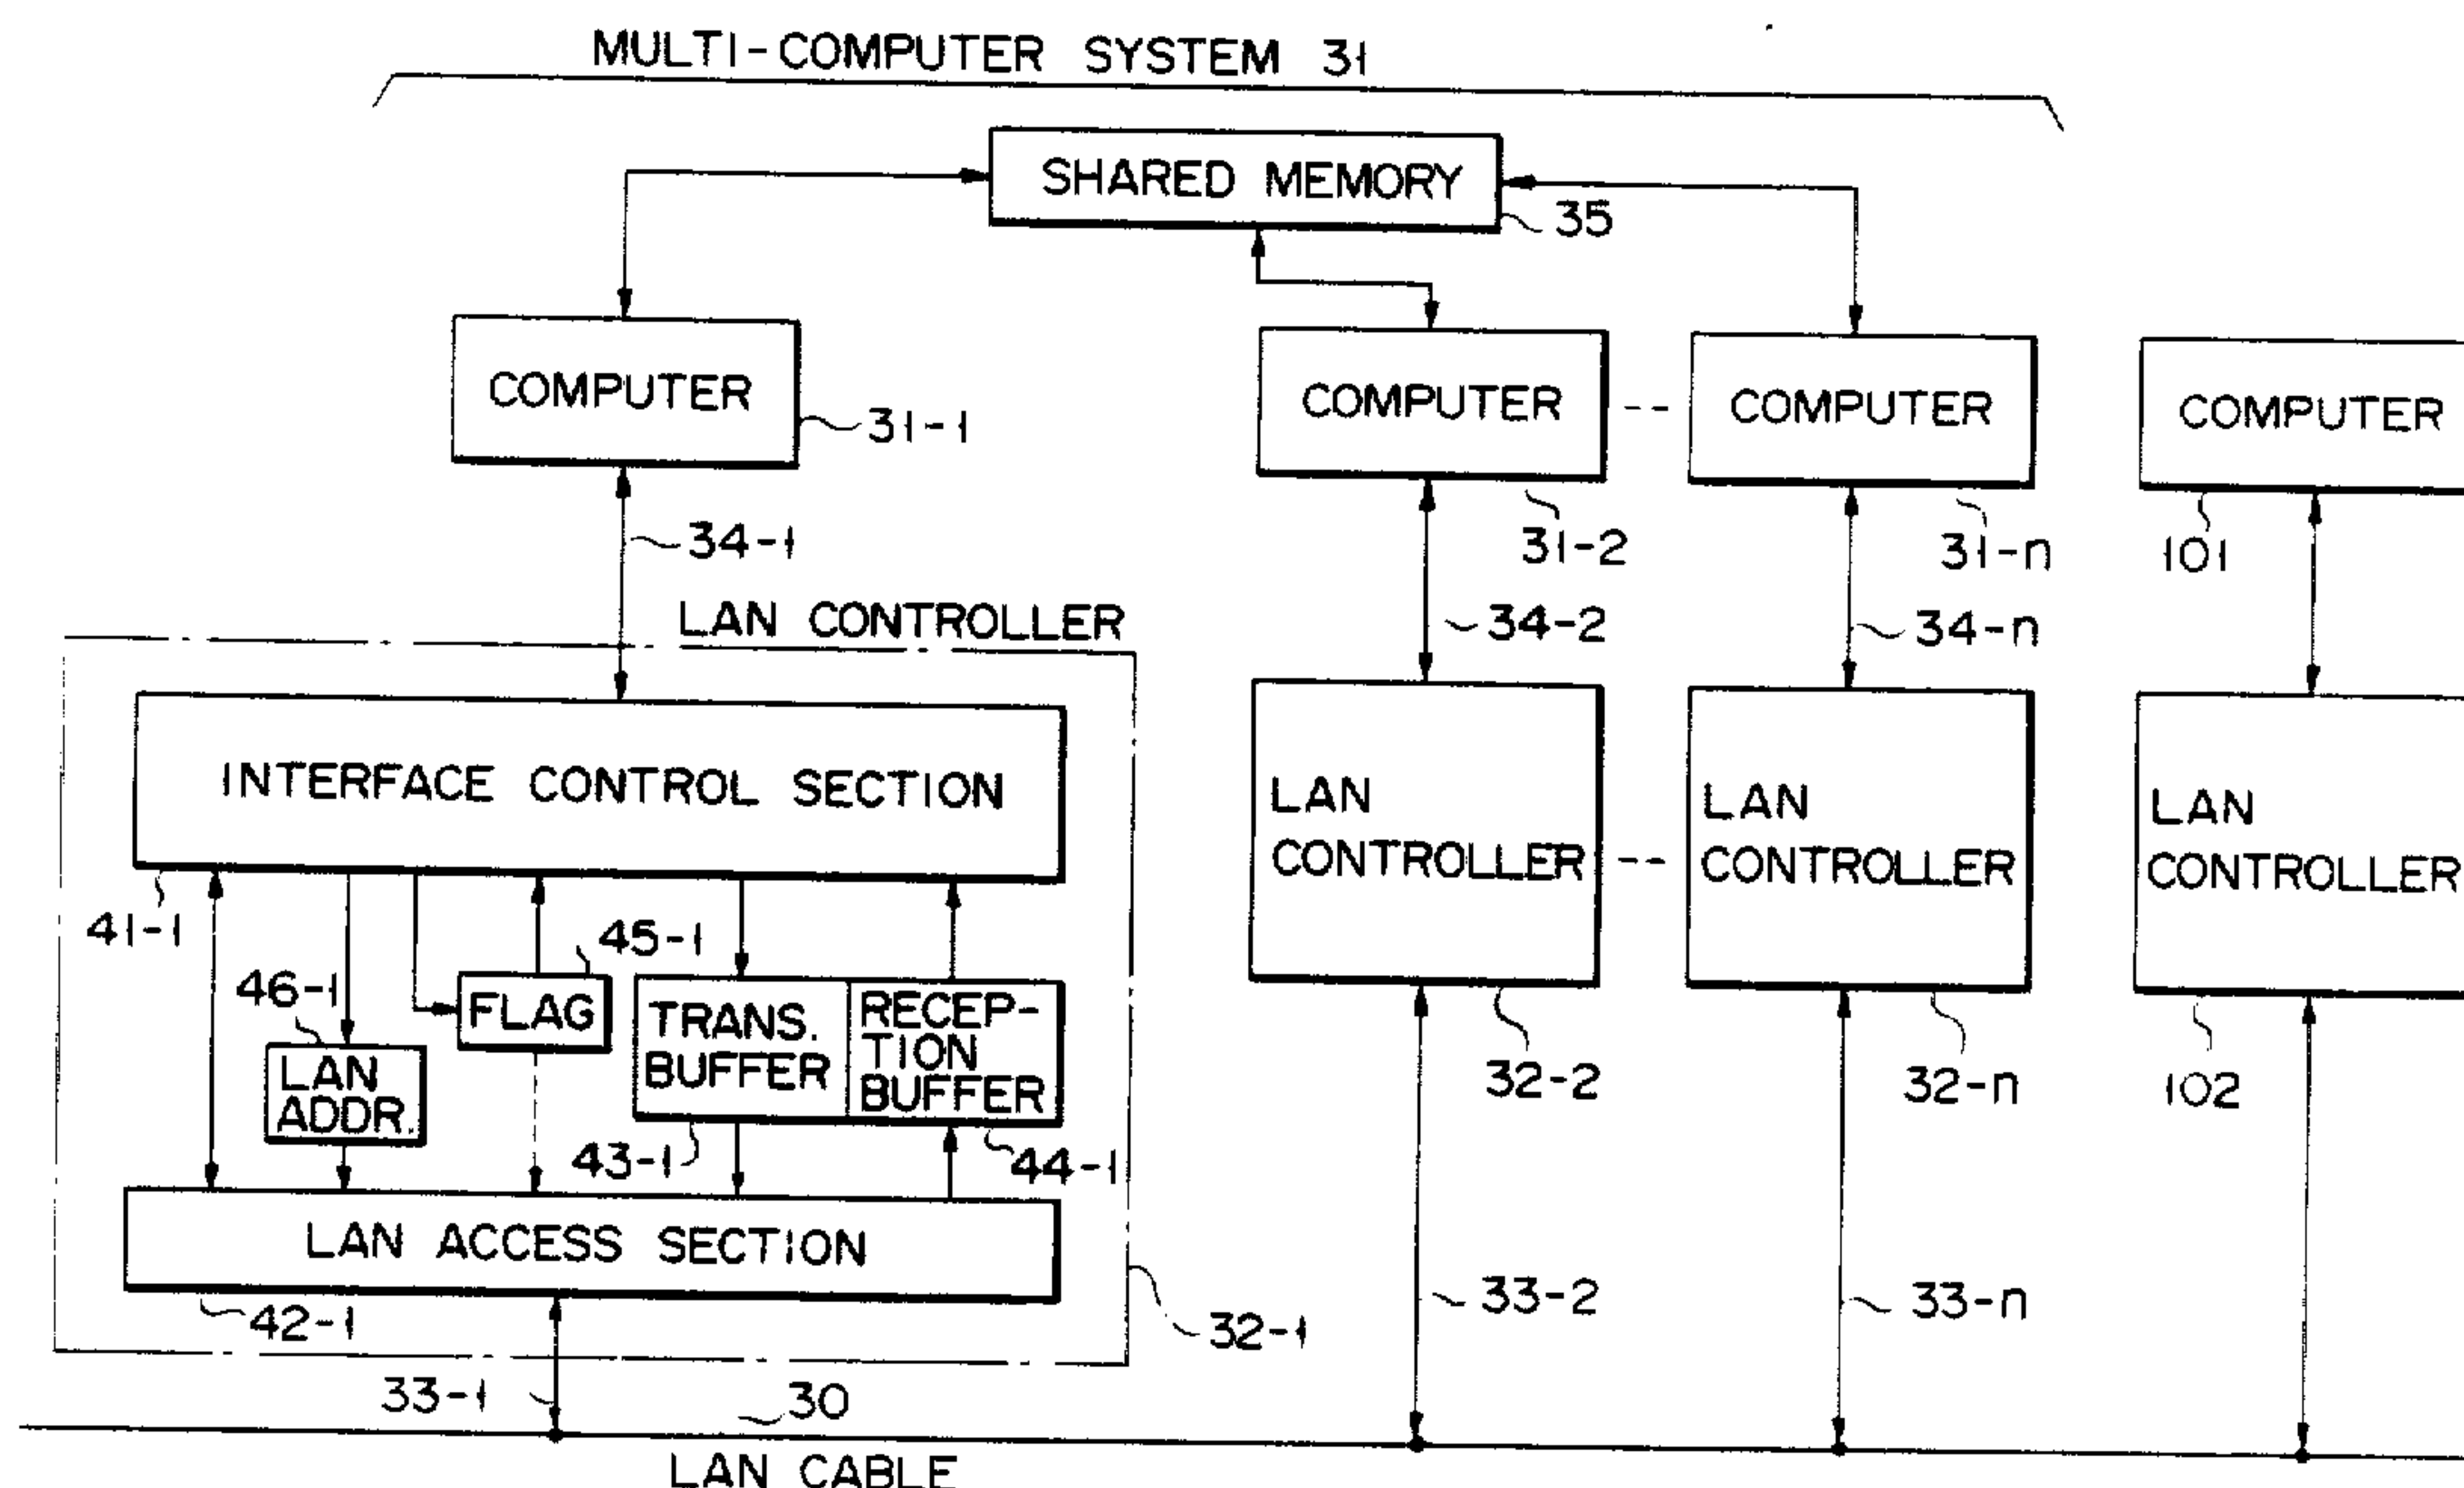 MULTI-COMPUTER SYSTEM 31
SHARED MEMORY
35
COMPUTER
31-1
COMPUTER
31-2
--
COMPUTER
31-n
COMPUTER
101
34-1
34-2
34-n
LAN CONTROLLER
INTERFACE CONTROL SECTION
41-1
46-1
LAN
ADDR.
45-1
FLAG
TRANS.
BUFFER
43-1
RECEP-
TION
BUFFER
44-1
LAN ACCESS SECTION
42-1
32-1
LAN
CONTROLLER
32-2
--
LAN
CONTROLLER
32-n
LAN
CONTROLLER
102
33-1
33-2
33-n
30
LAN CABLE